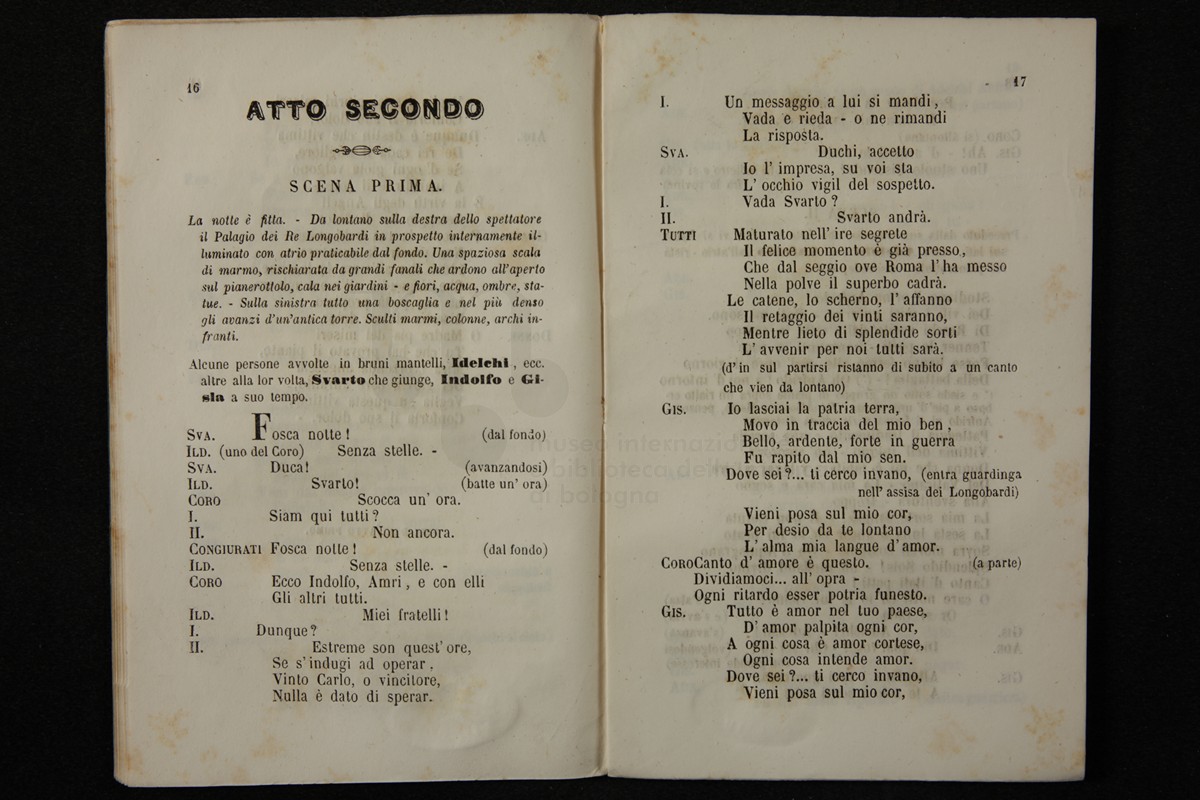 16
ATTO SECONDO
SCENA PRIMA.
La notte è fitta. - Da lontano sulla destra dello spettatore
il Palagio dei Re Longobardi in prospetto internamente il-
luminato con atrio praticabile dal fondo. Una spaziosa scala
di marmo, rischiarata da grandi fanali che ardono all'aperto
sul pianerottolo, cala nei giardini - e fiori, acqua, ombre, sta-
tue. - Sulla sinistra tutto una boscaglia e nel più denso
gli avanzi d'un'antica torre. Sculti marmi, colonne, archi in-
franti.
Alcune persone avvolte in bruni mantelli, Idelchi, ecc.
altre alla lor volta, Svarto che giunge, Indolfo e Gi-
sla a suo tempo.
SVA. Fosca notte! (dal fondo)
ILD. (uno del Coro) Senza stelle. -
SVA. Duca! (avanzandosi)
ILD. Svarto! (batte un' ora)
CORO Scocca un' ora.
I. Siam qui tutti?
II. Non ancora.
CONGIURATI Fosca notte! (dal fondo)
ILD. Senza stelle. -
CORO Ecco Indolfo, Amri, e con elli
Gli altri tutti.
ILD. Miei fratelli!
I. Dunque?
II. Estreme son quest' ore,
Se s'indugi ad operar.
Vinto Carlo, o vincitore,
Nulla è dato di sperar.
17
I. Un messaggio a lui si mandi,
Vada e rieda - o ne rimandi
La risposta.
SVA. Duchi, accetto
Io l' impresa, su voi sta
L' occhio vigil del sospetto.
I. Vada Svarto?
II. Svarto andrà.
TUTTI Maturato nell' ire segrete
Il felice momento è già presso,
Che dal seggio ove Roma l' ha messo
Nella polve il superbo cadrà.
Le catene, lo scherno, l' affanno
Il retaggio dei vinti saranno,
Mentre lieto di splendide sorti
L' avvenir per noi tutti sarà.
(d' in sul partirsi ristanno di subito a un canto
che vien da lontano)
GIS. Io lasciai la patria terra,
Movo in traccia del mio ben,
Bello, ardente, forte in guerra
Fu rapito dal mio sen.
Dove sei?... ti cerco invano, (entra guardinga
nell' assisa dei Longobardi)
Vieni posa sul mio cor,
Per desio da te lontano
L' alma mia langue d' amor.
CORO Canto d' amore è questo. (a parte)
Dividiamoci... all' opra -
Ogni ritardo esser potria funesto.
GIS. Tutto è amor nel tuo paese,
D' amor palpita ogni cor,
A ogni cosa è amor cortese,
Ogni cosa intende amor.
Dove sei?... ti cerco invano,
Vieni posa sul mio cor,